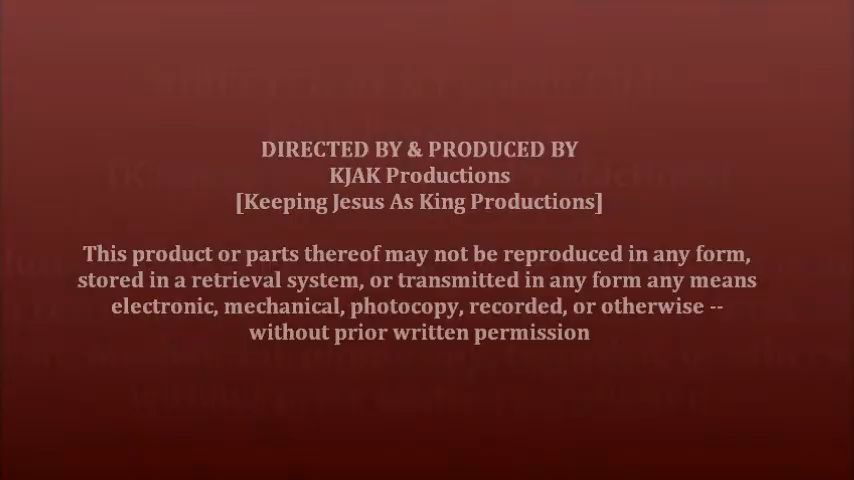 DIRECTED BY & PRODUCED BY
KJAK Productions
[Keeping Jesus As King Productions]
This product or parts thereof may not be reproduced in any form,
stored in a retrieval system, or transmitted in any form any means
electronic, mechanical, photocopy, recorded, or otherwise --
without prior written permission